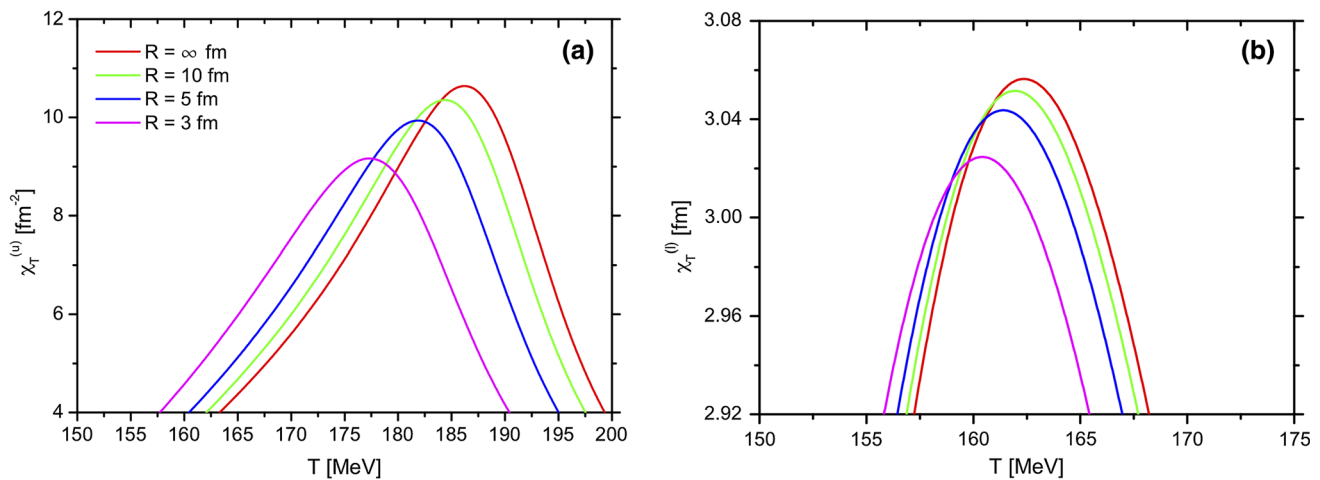 12
10
8
6
4
χT(u) [fm-2]
R = ∞ fm
R = 10 fm
R = 5 fm
R = 3 fm
(a)
150 155 160 165 170 175 180 185 190 195 200
T [MeV]
3.08
3.04
3.00
2.96
2.92
χT(l) [fm]
(b)
150 155 160 165 170 175
T [MeV]